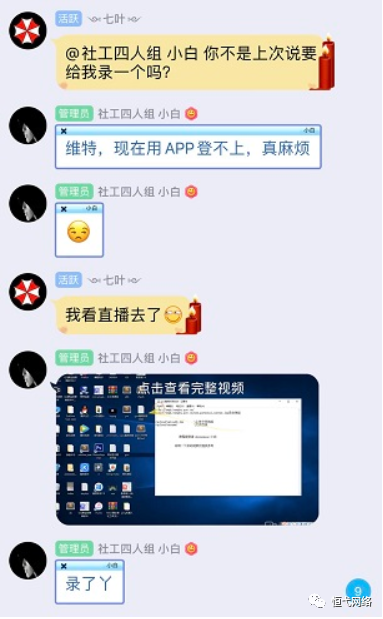 活跃 七叶
@社工四人组 小白 你不是上次说要
给我录一个吗?
管理员 社工四人组 小白
小白
维特，现在用APP登不上，真麻烦
管理员 社工四人组 小白
小白
活跃 七叶
我看直播去了
管理员 社工四人组 小白
点击查看完整视频
管理员 社工四人组 小白
小白
录了丫
9
恒弋网络